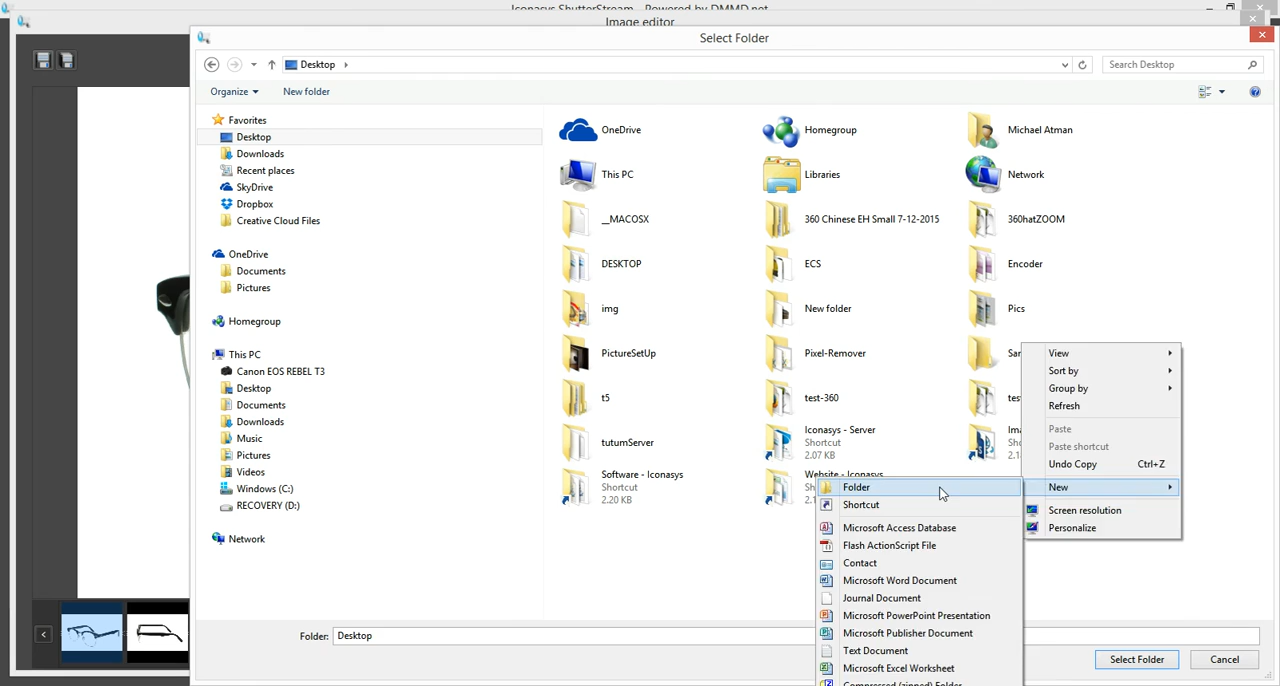 Iconasys ShutterStream - Powered by DMMD.net
Image editor
Select Folder
Desktop
Search Desktop
Organize
New folder
Favorites
Desktop
Downloads
Recent places
SkyDrive
Dropbox
Creative Cloud Files
OneDrive
Documents
Pictures
Homegroup
This PC
Canon EOS REBEL T3
Desktop
Documents
Downloads
Music
Pictures
Videos
Windows (C:)
RECOVERY (D:)
Network
OneDrive
Homegroup
Michael Atman
This PC
Libraries
Network
__MACOSX
360 Chinese EH Small 7-12-2015
360hatZOOM
DESKTOP
ECS
Encoder
img
New folder
Pics
PictureSetUp
Pixel-Remover
t5
test-360
tutumServer
Iconasys - Server
Shortcut
2.07 KB
Software - Iconasys
Shortcut
2.20 KB
Website - Iconasys
View
Sort by
Group by
Refresh
Paste
Paste shortcut
Undo Copy Ctrl+Z
New
Screen resolution
Personalize
Folder
Shortcut
Microsoft Access Database
Flash ActionScript File
Contact
Microsoft Word Document
Journal Document
Microsoft PowerPoint Presentation
Microsoft Publisher Document
Text Document
Microsoft Excel Worksheet
Compressed (zipped) Folder
Folder: Desktop
Select Folder
Cancel